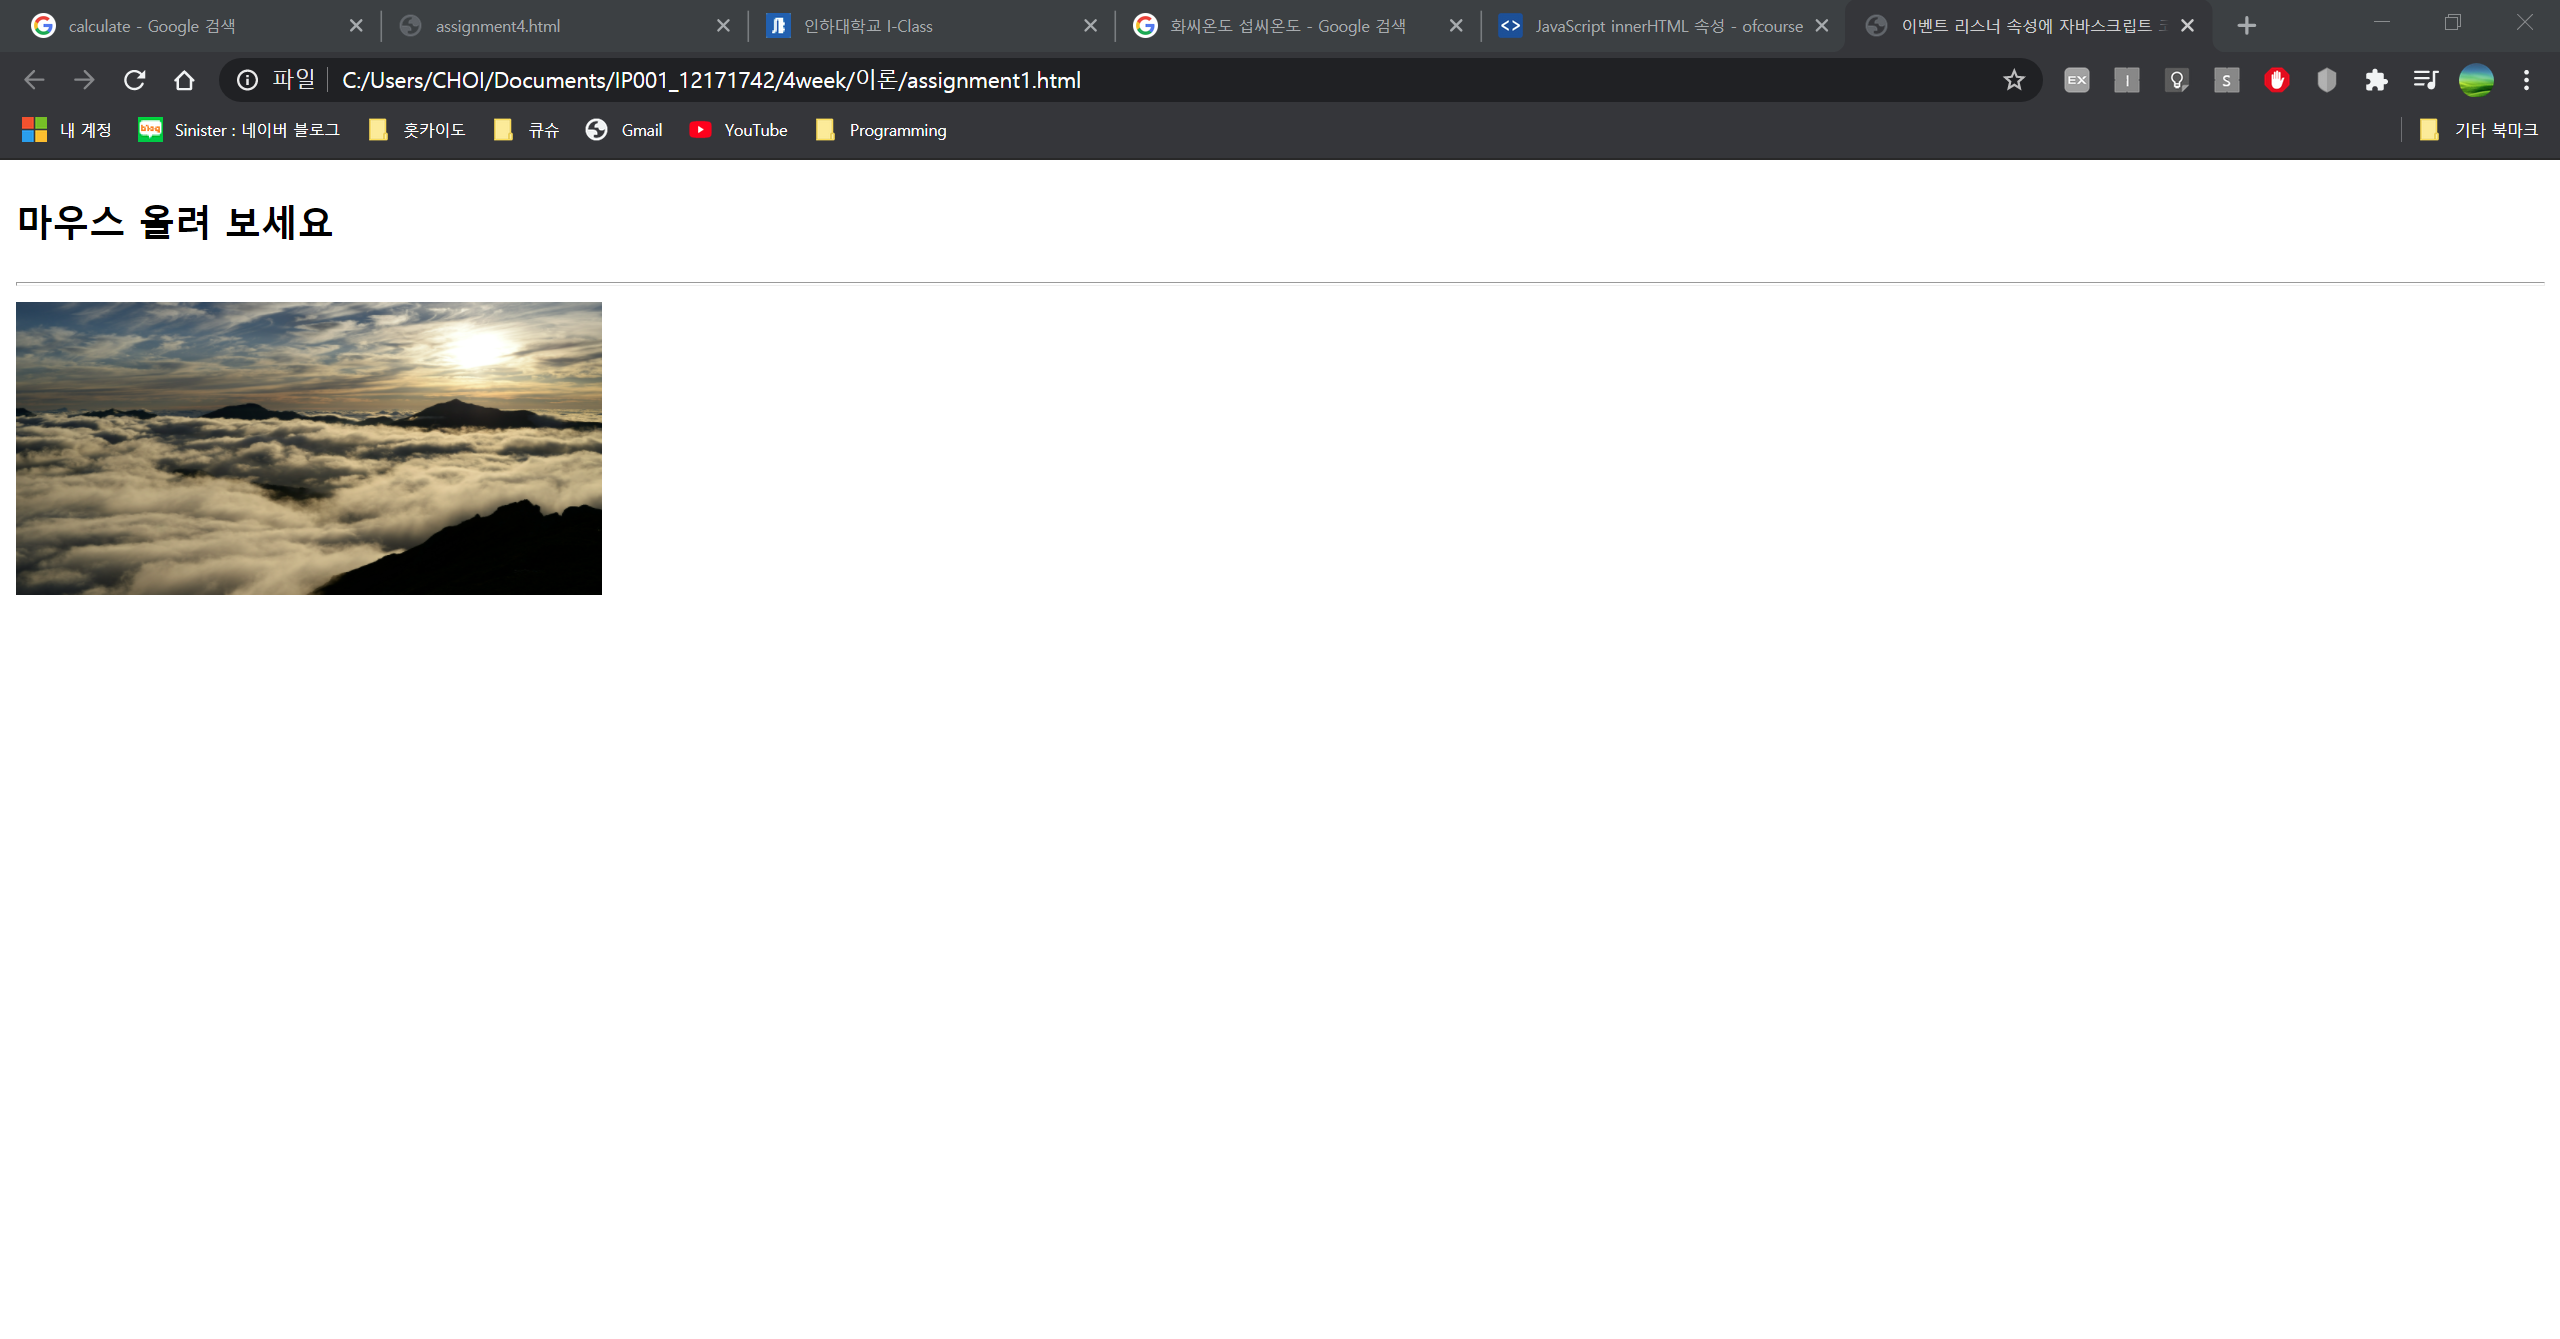 calculate - Google 검색
assignment4.html
인하대학교 I-Class
화씨온도 섭씨온도 - Google 검색
JavaScript innerHTML 속성 - ofcourse
이벤트 리스너 속성에 자바스크립트
파일 C:/Users/CHOI/Documents/IP001_12171742/4week/이론/assignment1.html
EX
I
S
내 계정
blog
Sinister : 네이버 블로그
홋카이도
큐슈
Gmail
YouTube
Programming
기타 북마크
마우스 올려 보세요